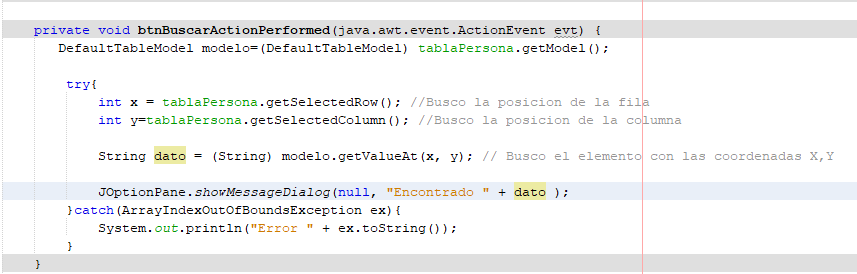 private void btnBuscarActionPerformed(java.awt.event.ActionEvent evt) {
DefaultTableModel modelo=(DefaultTableModel) tablaPersona.getModel();
try{
int x = tablaPersona.getSelectedRow(); //Busco la posicion de la fila
int y=tablaPersona.getSelectedColumn(); //Busco la posicion de la columna
String dato = (String) modelo.getValueAt(x, y); // Busco el elemento con las coordenadas X,Y
JOptionPane.showMessageDialog(null, "Encontrado " + dato );
}catch(ArrayIndexOutOfBoundsException ex){
System.out.println("Error " + ex.toString());
}
}